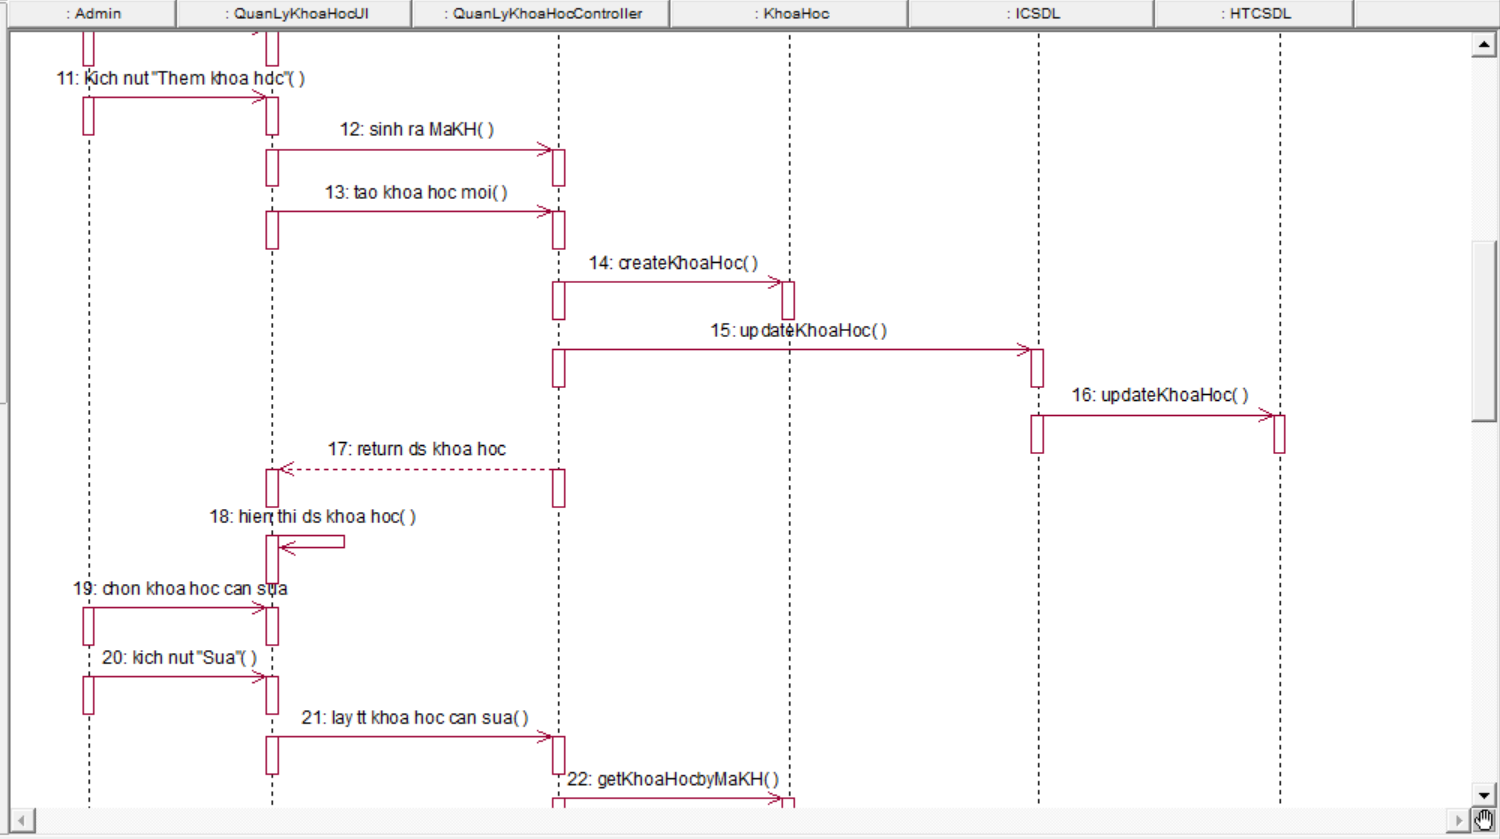 : Admin
: QuanLyKhoaHocUI
: QuanLyKhoaHocController
: KhoaHoc
: ICSDL
: HTCSDL
11: Kich nut "Them khoa hoc"( )
12: sinh ra MaKH( )
13: tao khoa hoc moi( )
14: createKhoaHoc( )
15: updateKhoaHoc( )
16: updateKhoaHoc( )
17: return ds khoa hoc
18: hien thi ds khoa hoc( )
19: chon khoa hoc can sua
20: kich nut "Sua"( )
21: lay tt khoa hoc can sua( )
22: getKhoaHocbyMaKH( )